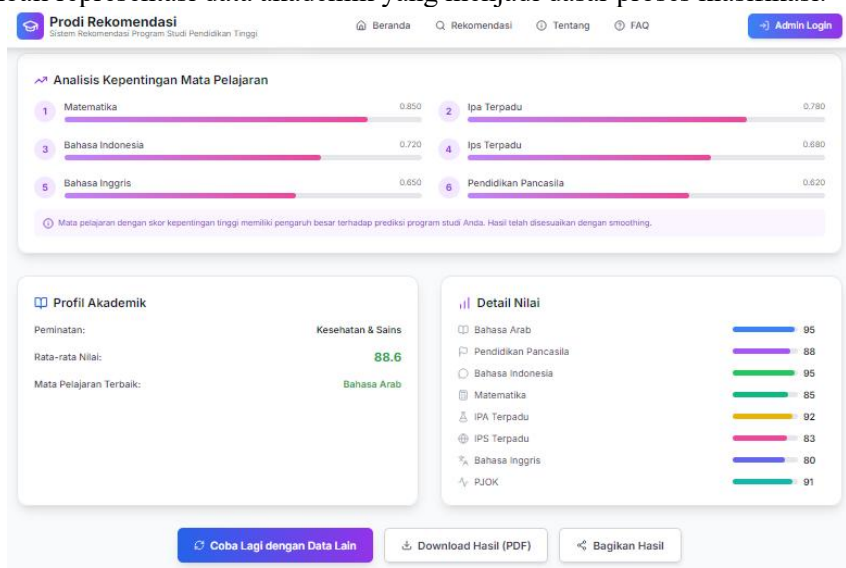 Prodi Rekomendasi
Sistem Rekomendasi Program Studi Pendidikan Tinggi
Beranda
Rekomendasi
Tentang
FAQ
Admin Login
Analisis Kepentingan Mata Pelajaran
1 Matematika 0.850
2 Ipa Terpadu 0.780
3 Bahasa Indonesia 0.720
4 Ips Terpadu 0.680
5 Bahasa Inggris 0.650
6 Pendidikan Pancasila 0.620
Mata pelajaran dengan skor kepentingan tinggi memiliki pengaruh besar terhadap prediksi program studi Anda. Hasil telah disesuaikan dengan smoothing.
Profil Akademik
Peminatan: Kesehatan & Sains
Rata-rata Nilai: 88.6
Mata Pelajaran Terbaik: Bahasa Arab
Detail Nilai
Bahasa Arab 95
Pendidikan Pancasila 88
Bahasa Indonesia 95
Matematika 85
IPA Terpadu 92
IPS Terpadu 83
Bahasa Inggris 80
PJOK 91
Coba Lagi dengan Data Lain
Download Hasil (PDF)
Bagikan Hasil